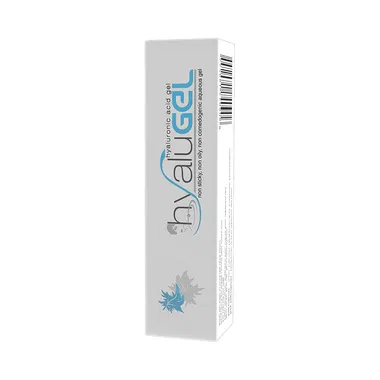 hyaluronic acid gel
hyaluGEL
non sticky, non oily, non comedogenic aqueous gel